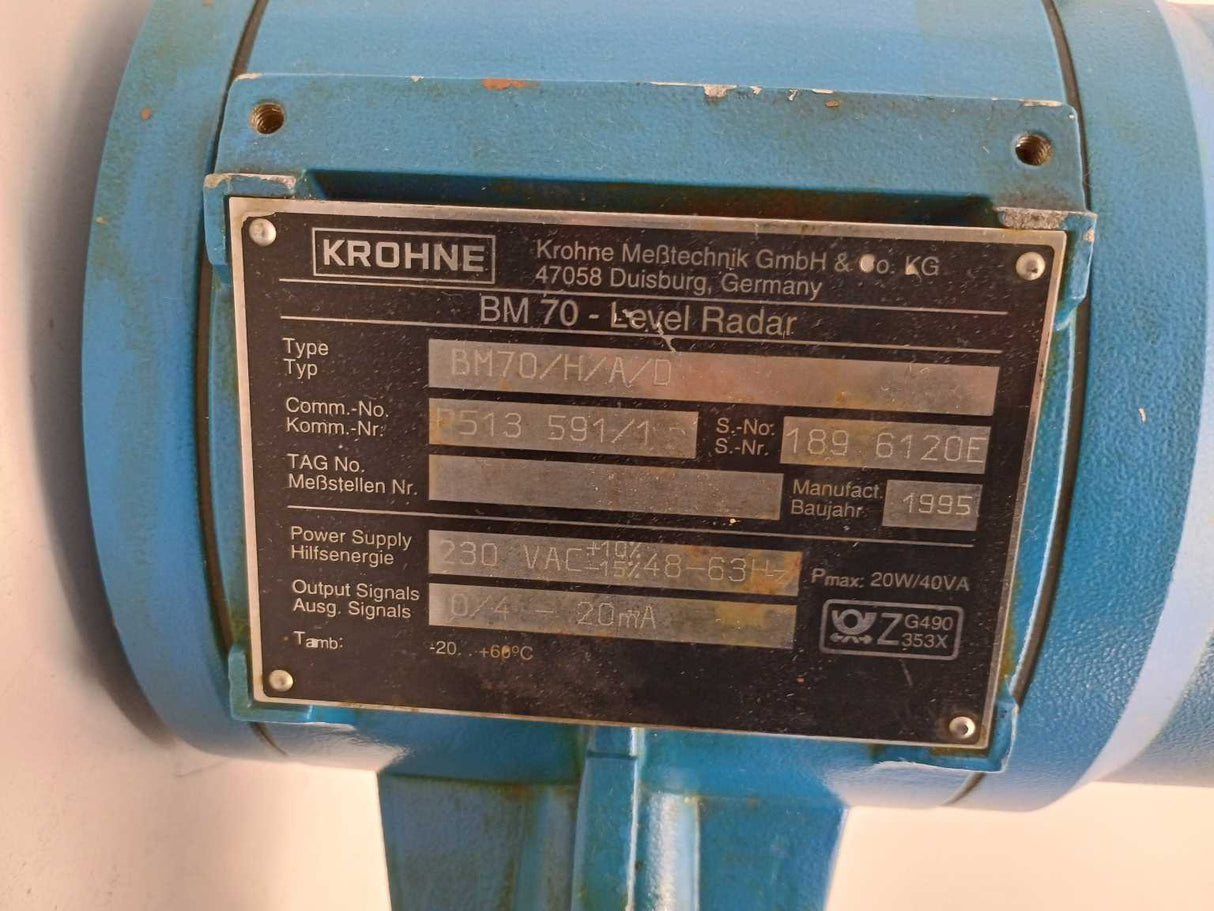 KROHNE
Krohne Meßtechnik GmbH & Co. KG
47058 Duisburg, Germany
BM 70 - Level Radar
Type
Typ
BM70/H/A/D
Comm.-No.
Komm.-Nr.
P513 591/1
S.-No.
S.-Nr.
189 6120E
TAG No.
Meßstellen Nr.
Manufact.
Baujahr
1995
Power Supply
Hilfsenergie
230 VAC +10% -15% 48-63Hz
Pmax: 20W/40VA
Output Signals
Ausg. Signals
0/4 - 20mA
Z G490
353X
Tamb:
-20...+60°C